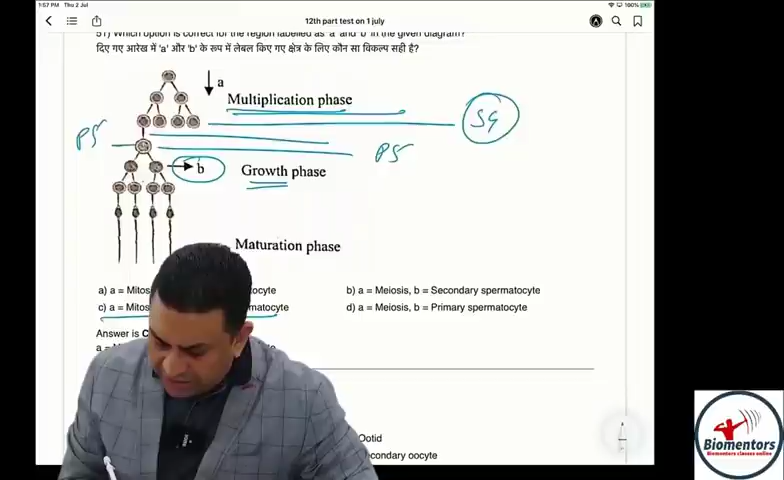 1:57 PM Thu 2 Jul
100%
12th part test on 1 july
51) Which option is correct for the region labelled as 'a' and 'b' in the given diagram?
दिए गए आरेख में 'a' और 'b' के रूप में लेबल किए गए क्षेत्र के लिए कौन सा विकल्प सही है?
a
Multiplication phase
SG
PS
PS
b
Growth phase
Maturation phase
a) a = Mitos
ocyte
b) a = Meiosis, b = Secondary spermatocyte
c) a = Mitos
matocyte
d) a = Meiosis, b = Primary spermatocyte
Answer is C
Ootid
condary oocyte
Biomentors
Biomentors classes online